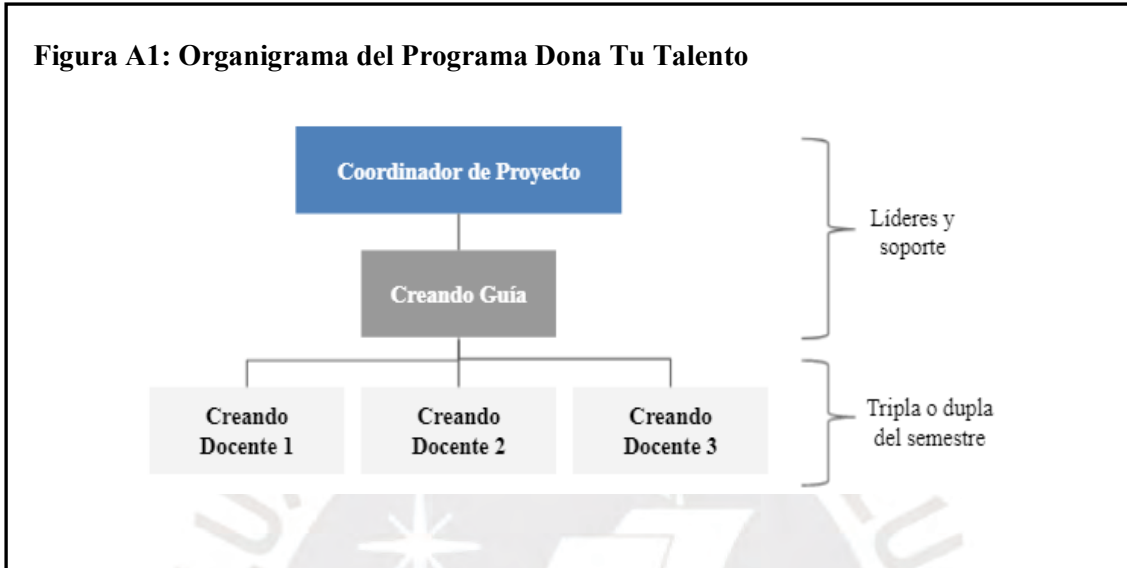 Figura A1: Organigrama del Programa Dona Tu Talento
Coordinador de Proyecto
Líderes y
soporte
Creando Guía
Creando
Docente 1
Creando
Docente 2
Creando
Docente 3
Tripla o dupla
del semestre